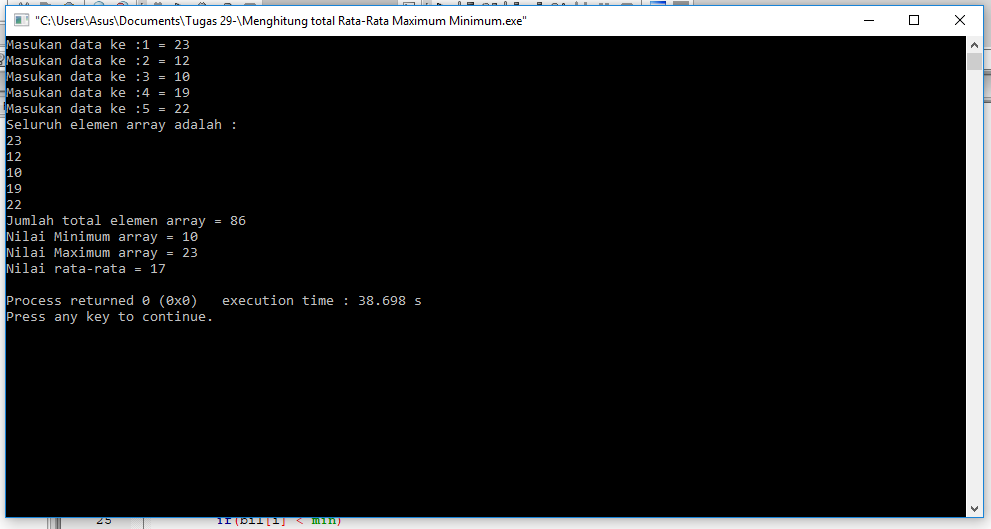 "C:\Users\Asus\Documents\Tugas 29-\Menghitung total Rata-Rata Maximum Minimum.exe"
Masukan data ke :1 = 23
Masukan data ke :2 = 12
Masukan data ke :3 = 10
Masukan data ke :4 = 19
Masukan data ke :5 = 22
Seluruh elemen array adalah :
23
12
10
19
22
Jumlah total elemen array = 86
Nilai Minimum array = 10
Nilai Maximum array = 23
Nilai rata-rata = 17
Process returned 0 (0x0)   execution time : 38.698 s
Press any key to continue.
25 if(bil[i] < min)